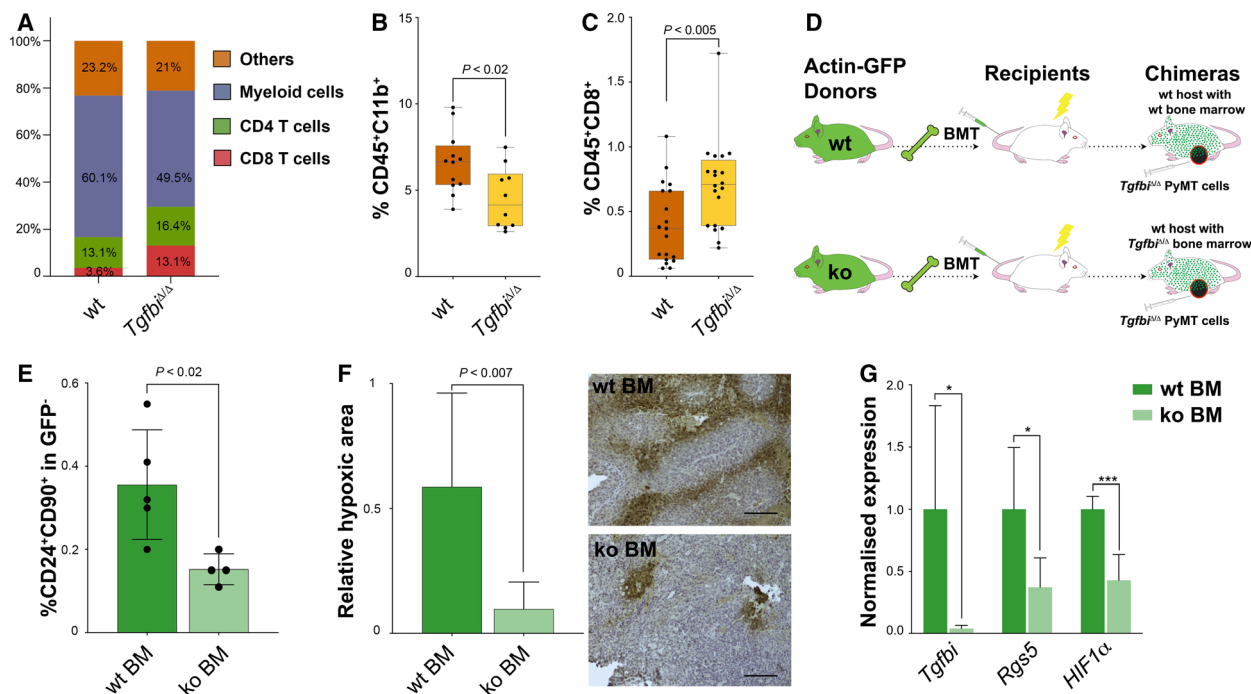 A
100%
80%
60%
40%
20%
0
23.2%
21%
60.1%
49.5%
13.1%
16.4%
3.6%
13.1%
wt
Tgfbi^Δ/Δ
Others
Myeloid cells
CD4 T cells
CD8 T cells
B
% CD45+C11b+
15
10
5
0
P < 0.02
wt
Tgfbi^Δ/Δ
C
% CD45+CD8+
2.0
1.5
1.0
0.5
0
P < 0.005
wt
Tgfbi^Δ/Δ
D
Actin-GFP
Donors
Recipients
Chimeras
wt host with
wt bone marrow
wt
BMT
Tgfbi^Δ/Δ PyMT cells
wt host with
Tgfbi^Δ/Δ bone marrow
ko
BMT
Tgfbi^Δ/Δ PyMT cells
E
%CD24+CD90+ in GFP-
0.6
0.4
0.2
0
P < 0.02
wt BM
ko BM
F
Relative hypoxic area
1
0.5
0
P < 0.007
wt BM
ko BM
wt BM
ko BM
G
wt BM
ko BM
Normalised expression
2.0
1.5
1.0
0.5
0.0
*
*
***
Tgfbi
Rgs5
HIF1α